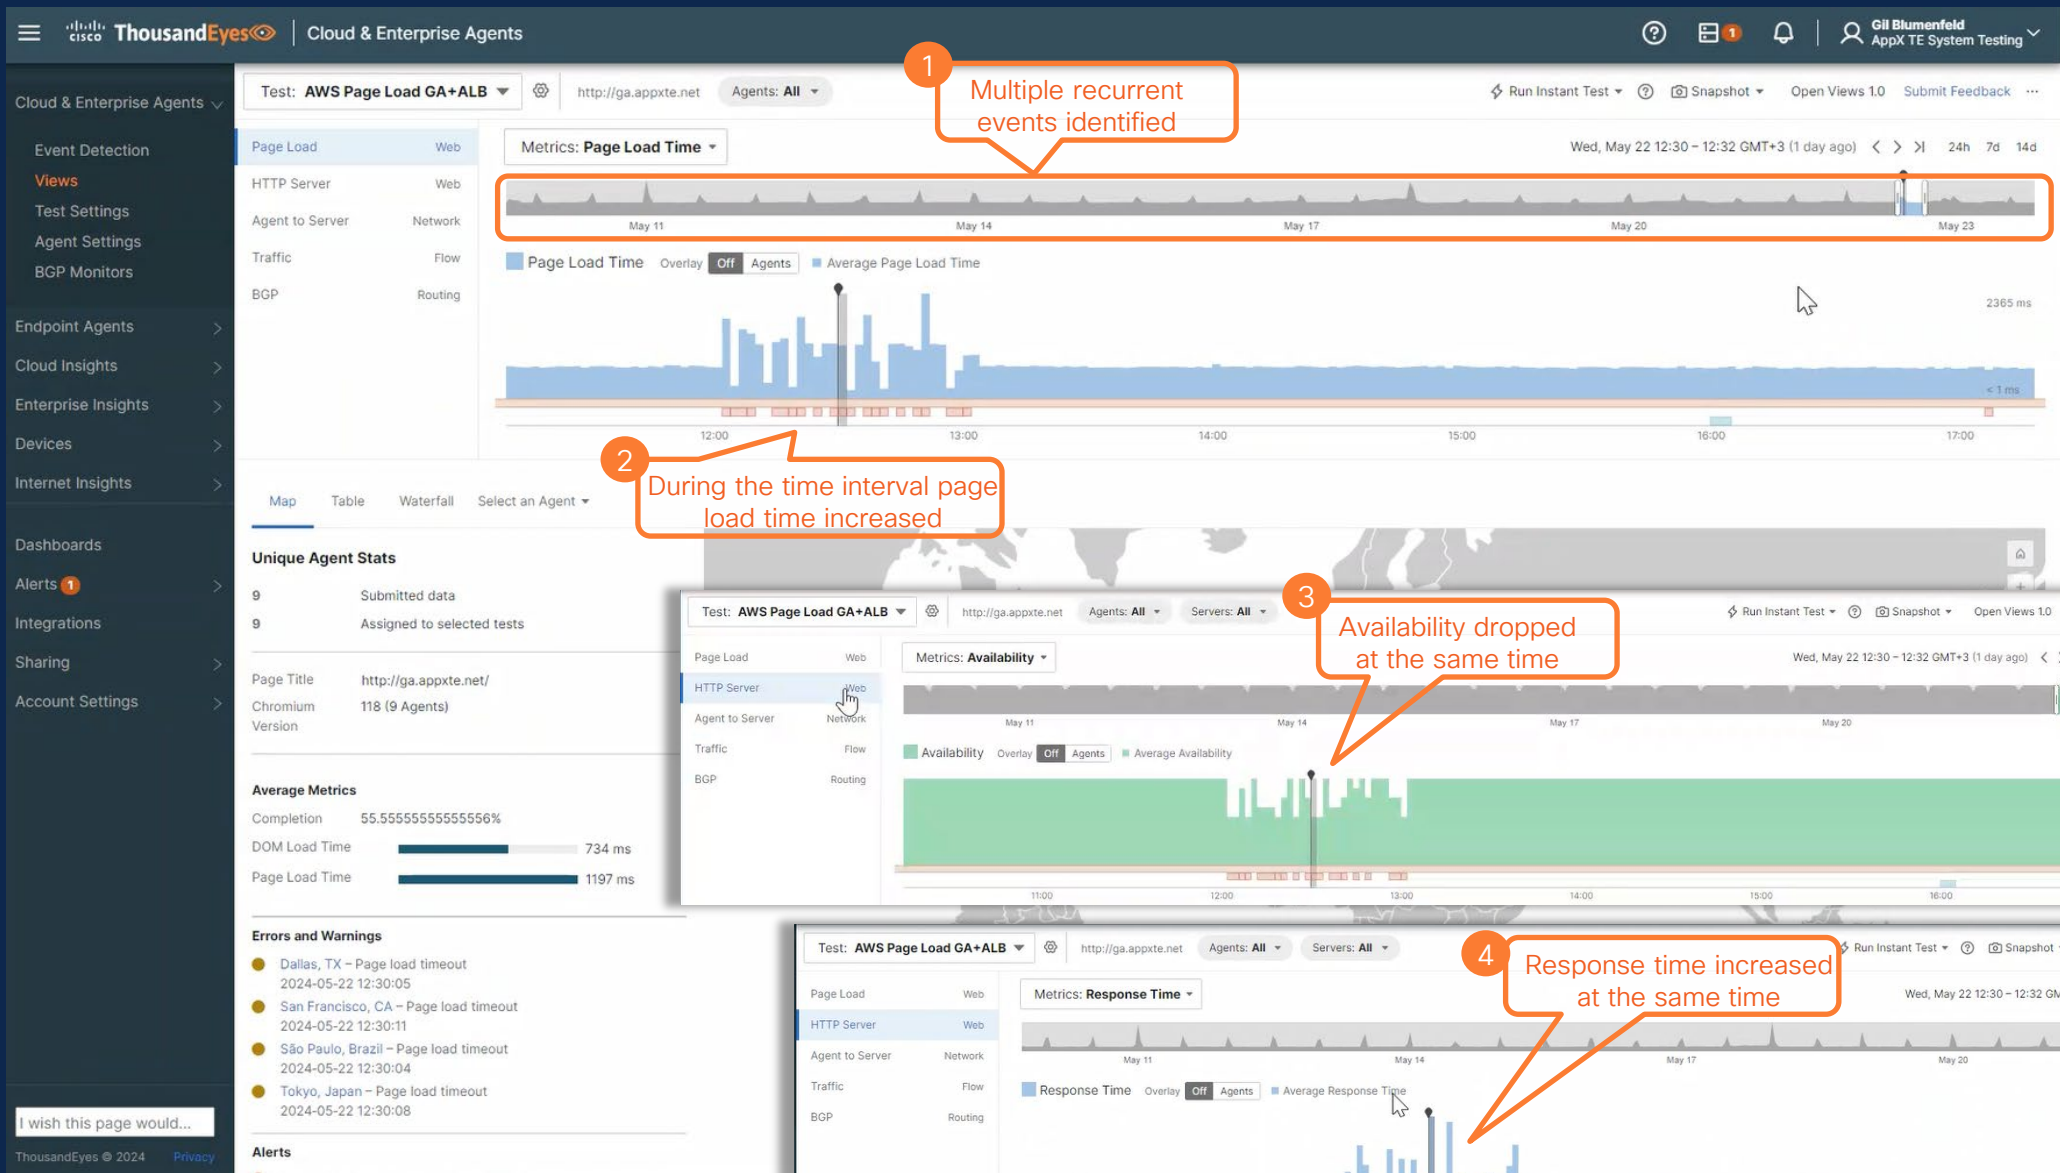 cisco ThousandEyes
Cloud & Enterprise Agents
1
Gil Blumenfeld
AppX TE System Testing
Cloud & Enterprise Agents
Event Detection
Views
Test Settings
Agent Settings
BGP Monitors
Endpoint Agents
Cloud Insights
Enterprise Insights
Devices
Internet Insights
Dashboards
Alerts 1
Integrations
Sharing
Account Settings
I wish this page would...
ThousandEyes © 2024 Privacy
Test: AWS Page Load GA+ALB
http://ga.appxte.net
Agents: All
Run Instant Test
Snapshot
Open Views 1.0
Submit Feedback
1
Multiple recurrent
events identified
Page Load Web
HTTP Server Web
Agent to Server Network
Traffic Flow
BGP Routing
Metrics: Page Load Time
Wed, May 22 12:30 – 12:32 GMT+3 (1 day ago)
24h 7d 14d
May 11 May 14 May 17 May 20 May 23
Page Load Time Overlay Off Agents Average Page Load Time
2365 ms
< 1 ms
12:00 13:00 14:00 15:00 16:00 17:00
2
During the time interval page
load time increased
Map Table Waterfall Select an Agent
Unique Agent Stats
9 Submitted data
9 Assigned to selected tests
Page Title http://ga.appxte.net/
Chromium
Version
118 (9 Agents)
Average Metrics
Completion 55.55555555555556%
DOM Load Time 734 ms
Page Load Time 1197 ms
Errors and Warnings
Dallas, TX – Page load timeout
2024-05-22 12:30:05
San Francisco, CA – Page load timeout
2024-05-22 12:30:11
São Paulo, Brazil – Page load timeout
2024-05-22 12:30:04
Tokyo, Japan – Page load timeout
2024-05-22 12:30:08
Alerts
Test: AWS Page Load GA+ALB
http://ga.appxte.net
Agents: All
Servers: All
Run Instant Test
Snapshot
Open Views 1.0
3
Availability dropped
at the same time
Page Load Web
HTTP Server Web
Agent to Server Network
Traffic Flow
BGP Routing
Metrics: Availability
Wed, May 22 12:30 – 12:32 GMT+3 (1 day ago)
May 11 May 14 May 17 May 20
Availability Overlay Off Agents Average Availability
11:00 12:00 13:00 14:00 15:00 16:00
Test: AWS Page Load GA+ALB
http://ga.appxte.net
Agents: All
Servers: All
Run Instant Test
Snapshot
4
Response time increased
at the same time
Page Load Web
HTTP Server Web
Agent to Server Network
Traffic Flow
BGP Routing
Metrics: Response Time
Wed, May 22 12:30 – 12:32 GM
May 11 May 14 May 17 May 20
Response Time Overlay Off Agents Average Response Time